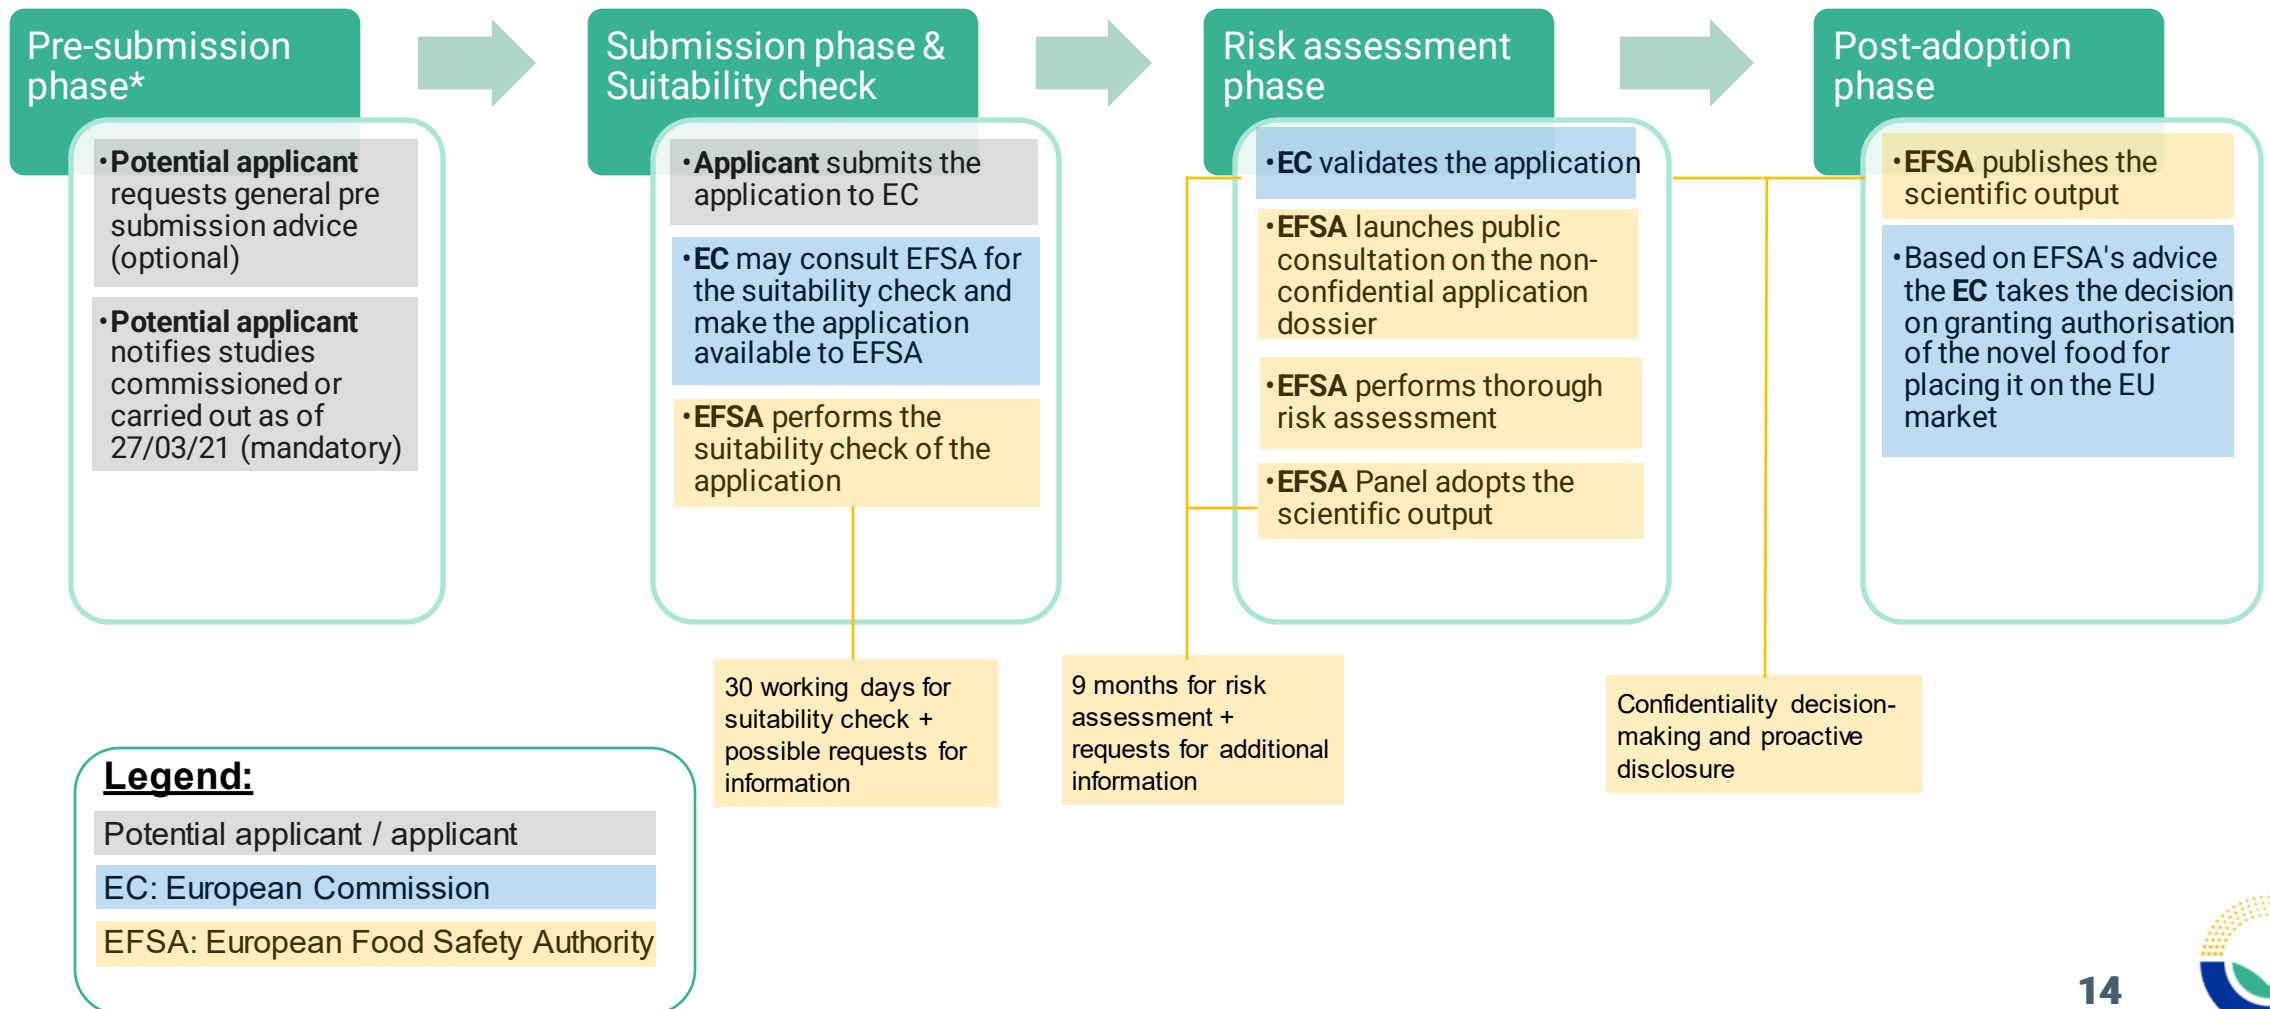 Pre-submission
phase*
•Potential applicant
requests general pre
submission advice
(optional)
•Potential applicant
notifies studies
commissioned or
carried out as of
27/03/21 (mandatory)
Submission phase &
Suitability check
•Applicant submits the
application to EC
•EC may consult EFSA for
the suitability check and
make the application
available to EFSA
•EFSA performs the
suitability check of the
application
Risk assessment
phase
•EC validates the application
•EFSA launches public
consultation on the non-
confidential application
dossier
•EFSA performs thorough
risk assessment
•EFSA Panel adopts the
scientific output
Post-adoption
phase
•EFSA publishes the
scientific output
•Based on EFSA's advice
the EC takes the decision
on granting authorisation
of the novel food for
placing it on the EU
market
30 working days for
suitability check +
possible requests for
information
9 months for risk
assessment +
requests for additional
information
Confidentiality decision-
making and proactive
disclosure
Legend:
Potential applicant / applicant
EC: European Commission
EFSA: European Food Safety Authority
14